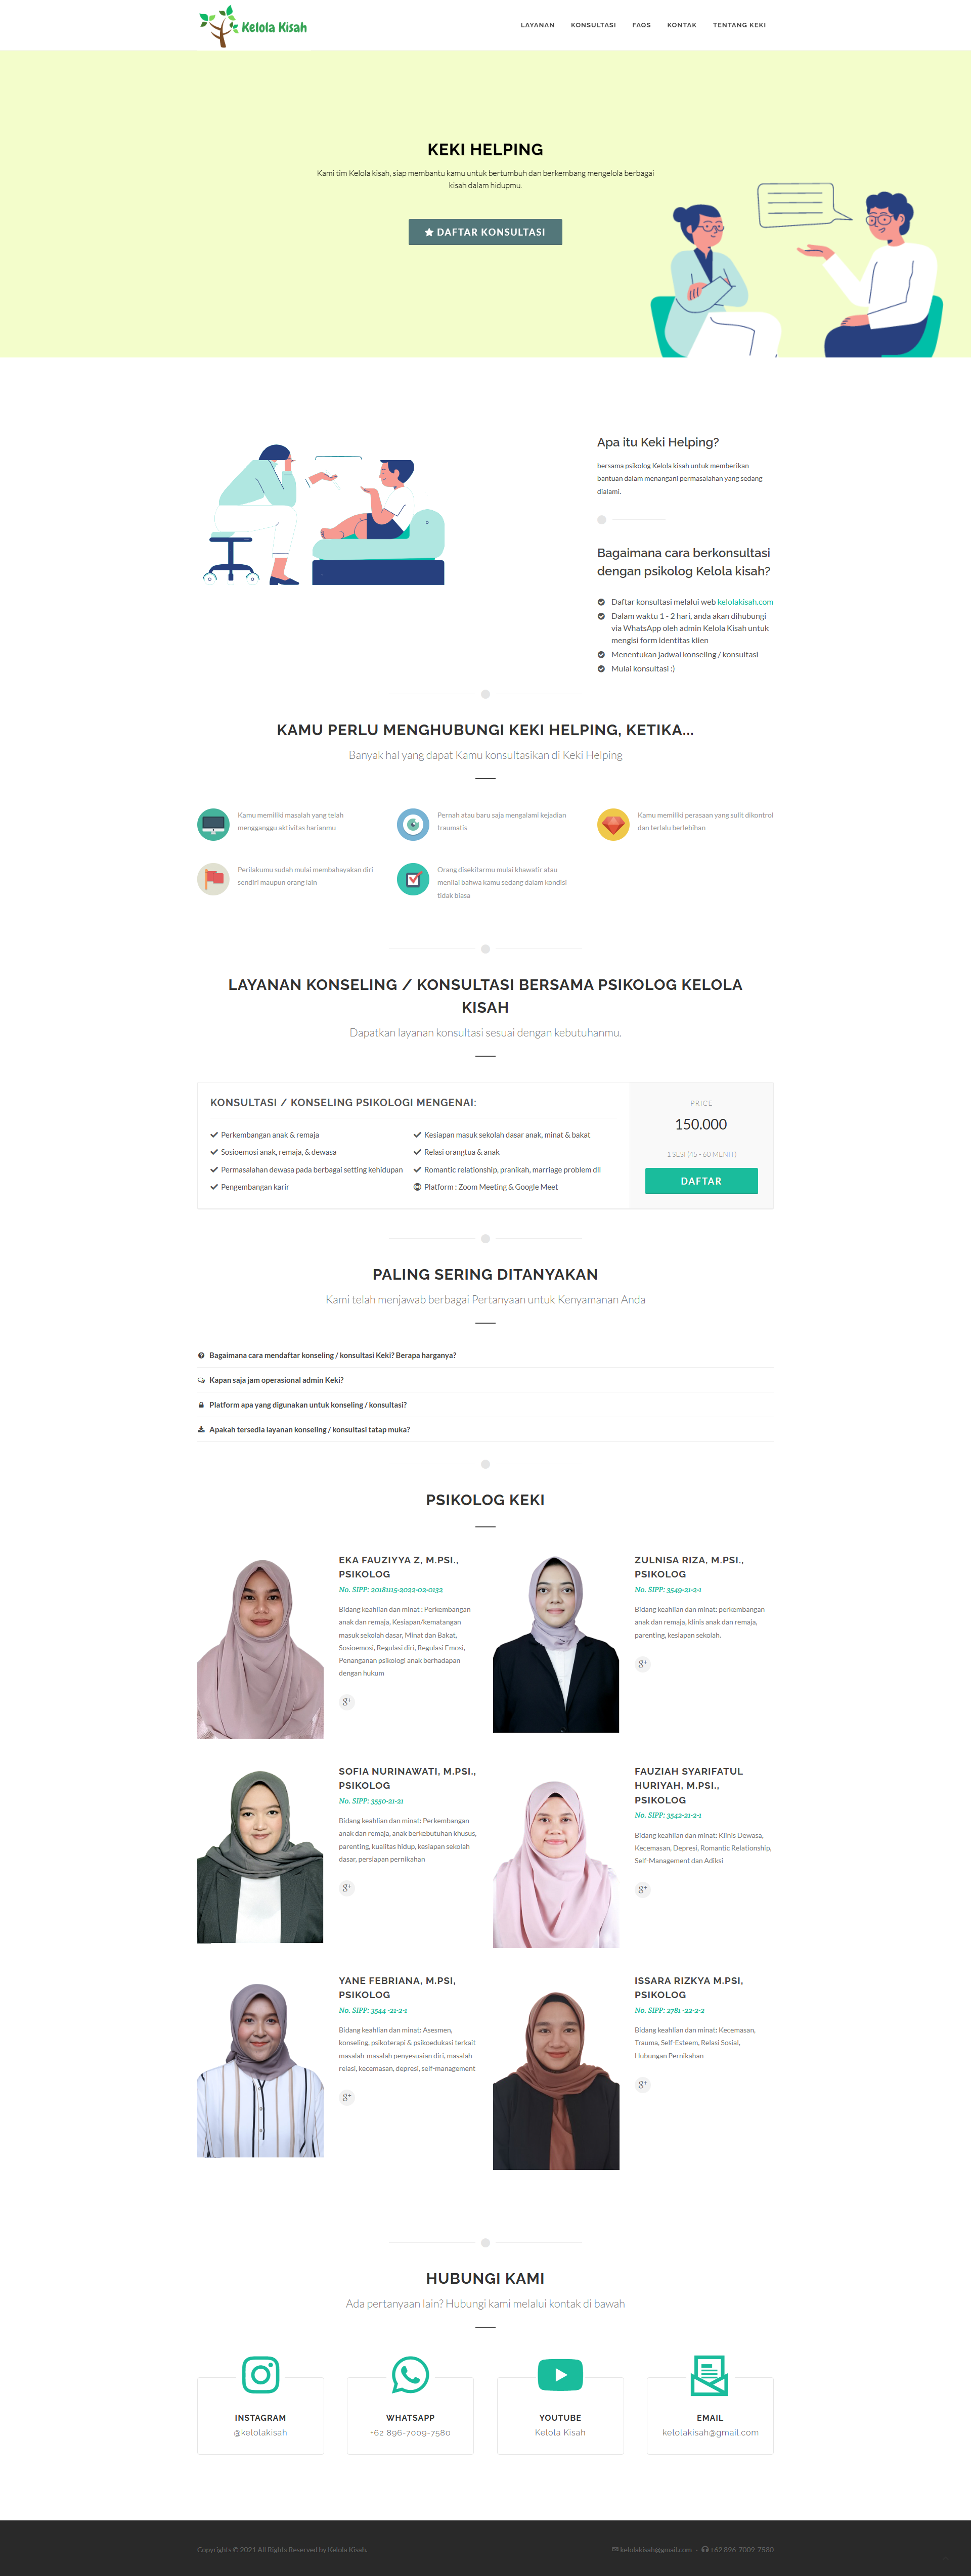 Kelola Kisah
LAYANAN
KONSULTASI
FAQS
KONTAK
TENTANG KEKI
KEKI HELPING
Kami tim Kelola kisah, siap membantu kamu untuk bertumbuh dan berkembang mengelola berbagai
kisah dalam hidupmu.
DAFTAR KONSULTASI
Apa itu Keki Helping?
bersama psikolog Kelola kisah untuk memberikan
bantuan dalam menangani permasalahan yang sedang
dialami.
Bagaimana cara berkonsultasi
dengan psikolog Kelola kisah?
Daftar konsultasi melalui web kelolakisah.com
Dalam waktu 1 - 2 hari, anda akan dihubungi
via WhatsApp oleh admin Kelola Kisah untuk
mengisi form identitas klien
Menentukan jadwal konseling / konsultasi
Mulai konsultasi :)
KAMU PERLU MENGHUBUNGI KEKI HELPING, KETIKA...
Banyak hal yang dapat Kamu konsultasikan di Keki Helping
Kamu memiliki masalah yang telah
mengganggu aktivitas harianmu
Pernah atau baru saja mengalami kejadian
traumatis
Kamu memiliki perasaan yang sulit dikontrol
dan terlalu berlebihan
Perilakumu sudah mulai membahayakan diri
sendiri maupun orang lain
Orang disekitarmu mulai khawatir atau
menilai bahwa kamu sedang dalam kondisi
tidak biasa
LAYANAN KONSELING / KONSULTASI BERSAMA PSIKOLOG KELOLA
KISAH
Dapatkan layanan konsultasi sesuai dengan kebutuhanmu.
KONSULTASI / KONSELING PSIKOLOGI MENGENAI:
Perkembangan anak & remaja
Kesiapan masuk sekolah dasar anak, minat & bakat
Sosioemosi anak, remaja, & dewasa
Relasi orangtua & anak
Permasalahan dewasa pada berbagai setting kehidupan
Romantic relationship, pranikah, marriage problem dll
Pengembangan karir
Platform : Zoom Meeting & Google Meet
PRICE
150.000
1 SESI (45 - 60 MENIT)
DAFTAR
PALING SERING DITANYAKAN
Kami telah menjawab berbagai Pertanyaan untuk Kenyamanan Anda
Bagaimana cara mendaftar konseling / konsultasi Keki? Berapa harganya?
Kapan saja jam operasional admin Keki?
Platform apa yang digunakan untuk konseling / konsultasi?
Apakah tersedia layanan konseling / konsultasi tatap muka?
PSIKOLOG KEKI
EKA FAUZIYYA Z, M.PSI.,
PSIKOLOG
No. SIPP: 20181115-2022-02-0132
Bidang keahlian dan minat : Perkembangan
anak dan remaja, Kesiapan/kematangan
masuk sekolah dasar, Minat dan Bakat,
Sosioemosi, Regulasi diri, Regulasi Emosi,
Penanganan psikologi anak berhadapan
dengan hukum
ZULNISA RIZA, M.PSI.,
PSIKOLOG
No. SIPP: 3549-21-2-1
Bidang keahlian dan minat: perkembangan
anak dan remaja, klinis anak dan remaja,
parenting, kesiapan sekolah.
SOFIA NURINAWATI, M.PSI.,
PSIKOLOG
No. SIPP: 3550-21-21
Bidang keahlian dan minat: Perkembangan
anak dan remaja, anak berkebutuhan khusus,
parenting, kualitas hidup, kesiapan sekolah
dasar, persiapan pernikahan
FAUZIAH SYARIFATUL
HURIYAH, M.PSI.,
PSIKOLOG
No. SIPP: 3542-21-2-1
Bidang keahlian dan minat: Klinis Dewasa,
Kecemasan, Depresi, Romantic Relationship,
Self-Management dan Adiksi
YANE FEBRIANA, M.PSI,
PSIKOLOG
No. SIPP: 3544 -21-2-1
Bidang keahlian dan minat: Asesmen,
konseling, psikoterapi & psikoedukasi terkait
masalah-masalah penyesuaian diri, masalah
relasi, kecemasan, depresi, self-management
ISSARA RIZKYA M.PSI,
PSIKOLOG
No. SIPP: 2781 -22-2-2
Bidang keahlian dan minat: Kecemasan,
Trauma, Self-Esteem, Relasi Sosial,
Hubungan Pernikahan
HUBUNGI KAMI
Ada pertanyaan lain? Hubungi kami melalui kontak di bawah
INSTAGRAM
@kelolakisah
WHATSAPP
+62 896-7009-7580
YOUTUBE
Kelola Kisah
EMAIL
kelolakisah@gmail.com
Copyrights © 2021 All Rights Reserved by Kelola Kisah.
kelolakisah@gmail.com · +62 896-7009-7580